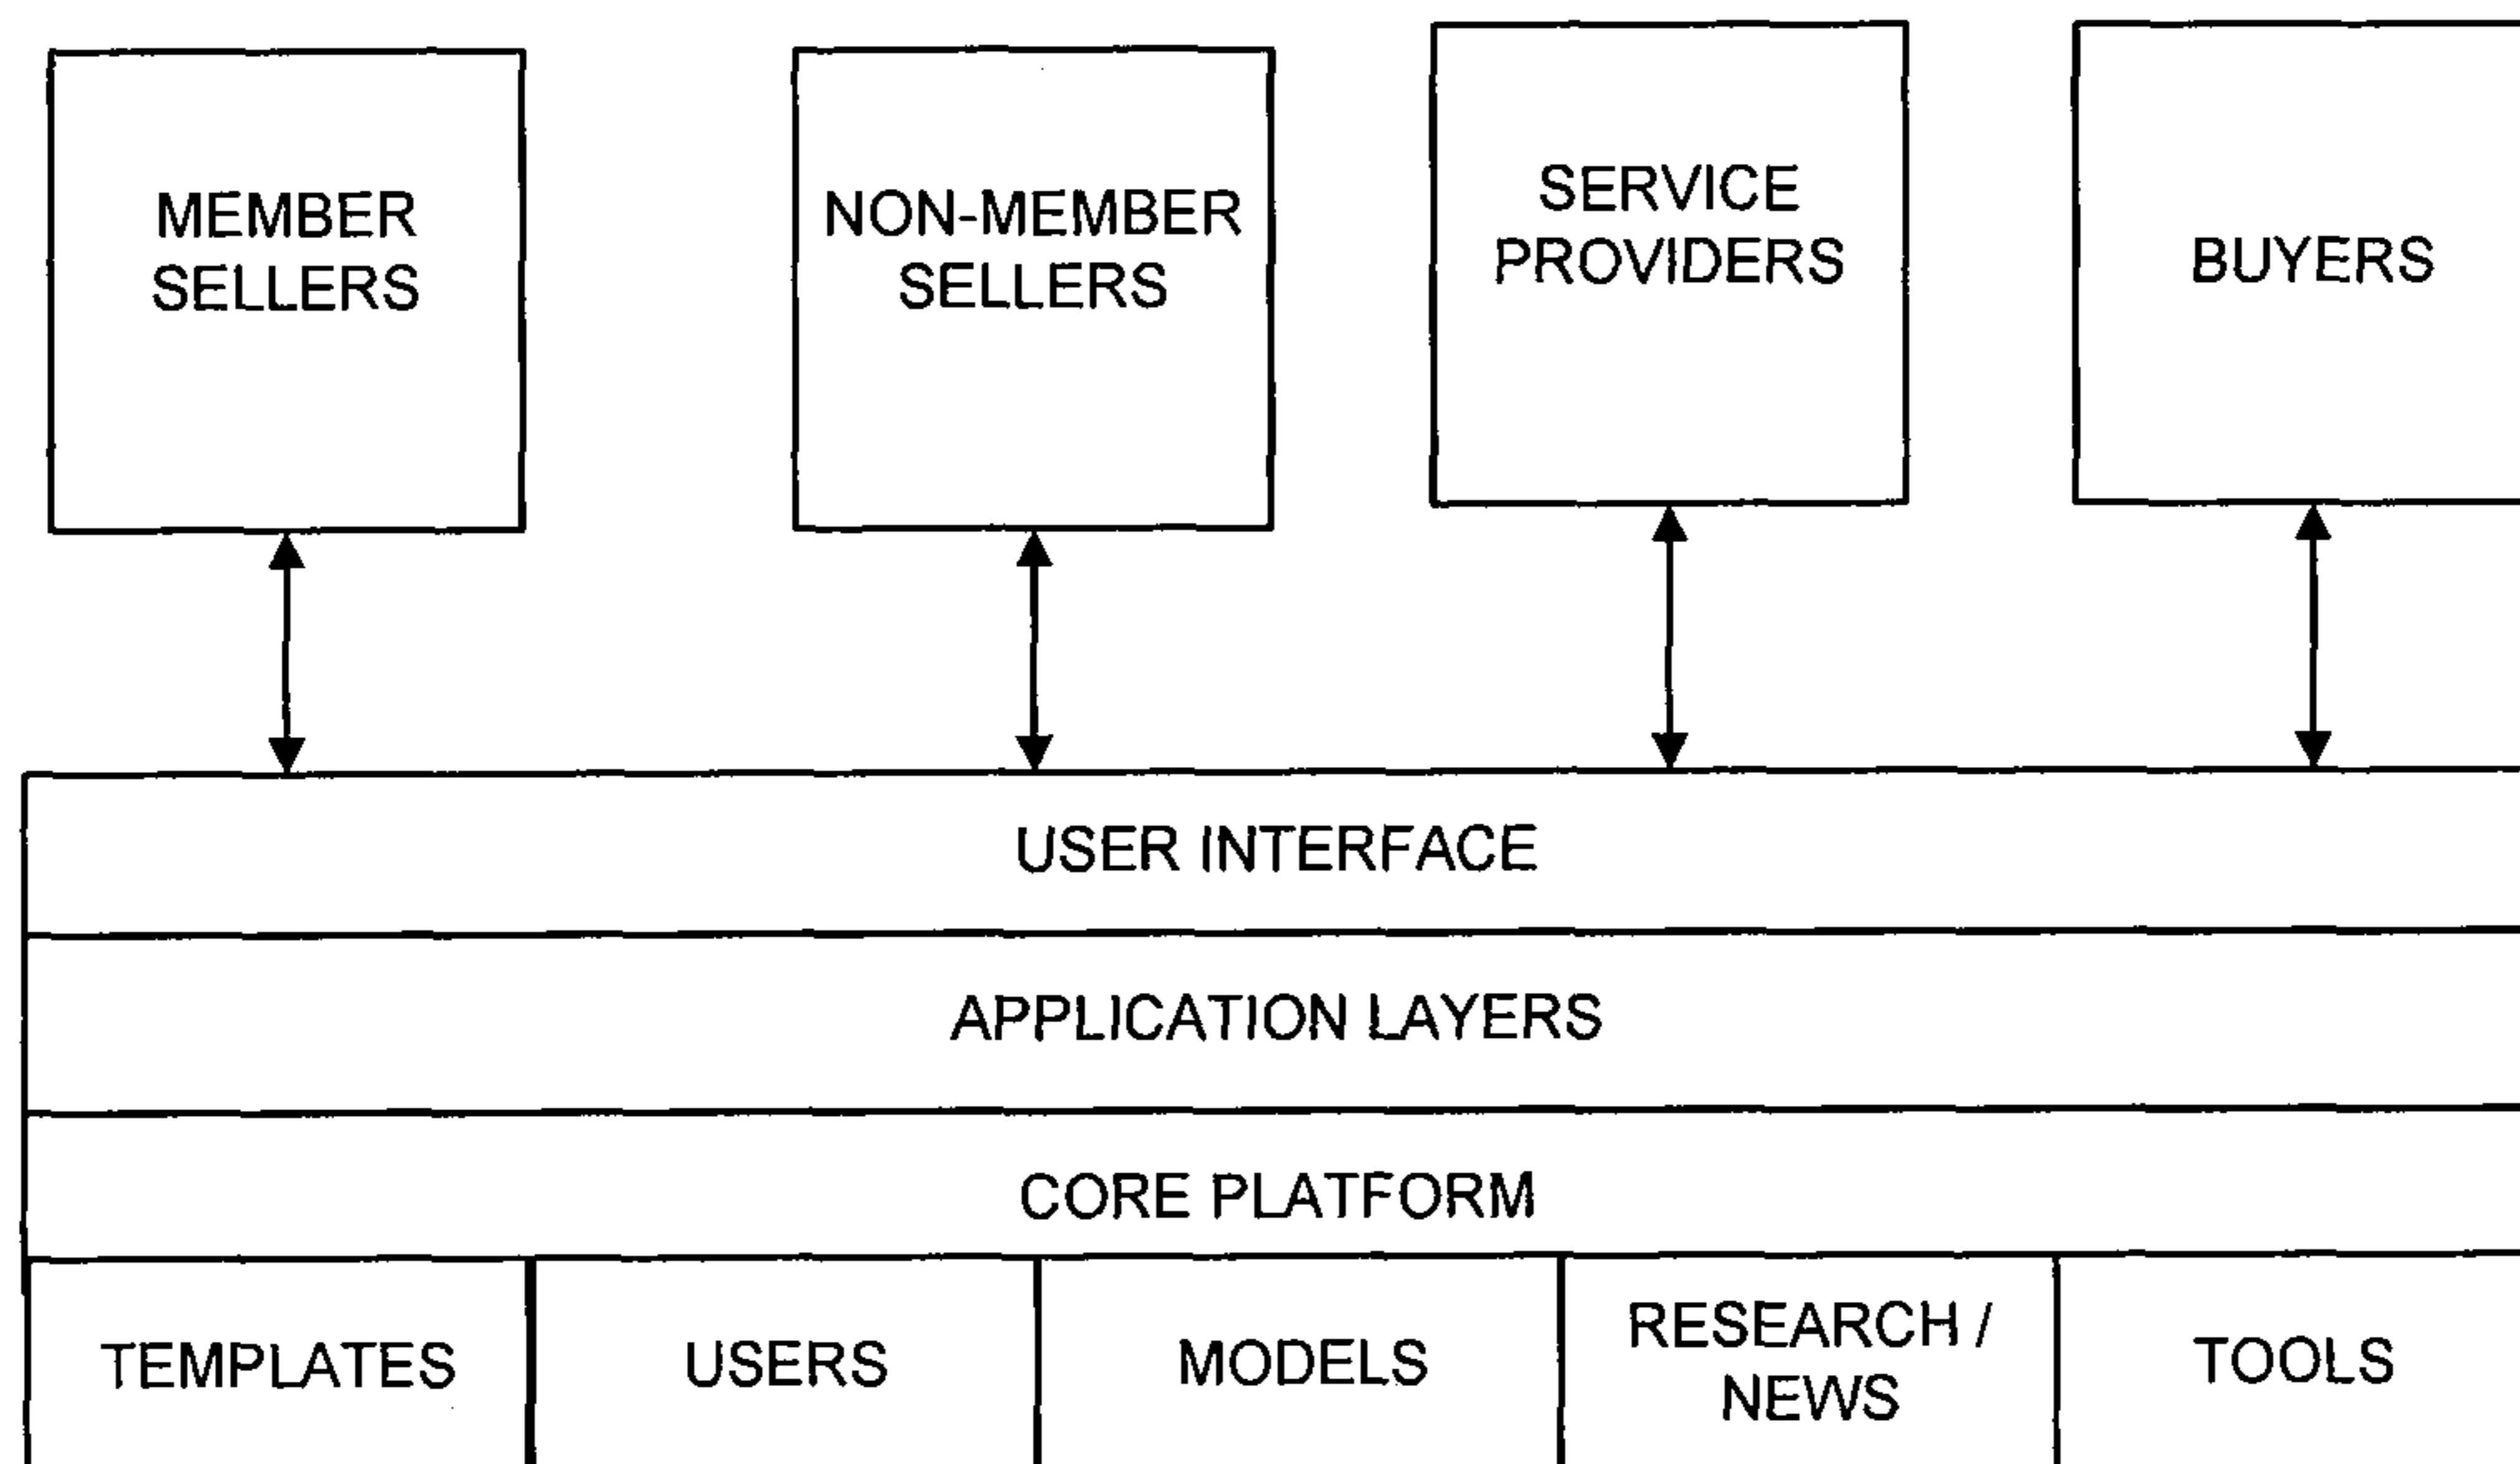 MEMBER
SELLERS
NON-MEMBER
SELLERS
SERVICE
PROVIDERS
BUYERS
USER INTERFACE
APPLICATION LAYERS
CORE PLATFORM
TEMPLATES
USERS
MODELS
RESEARCH /
NEWS
TOOLS